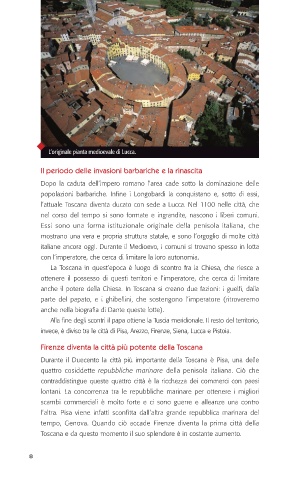 L'originale pianta medioevale di Lucca.
Il periodo delle invasioni barbariche e la rinascita
Dopo la caduta dell'impero romano l'area cade sotto la dominazione delle
popolazioni barbariche. Infine i Longobardi la conquistano e, sotto di essi,
l'attuale Toscana diventa ducato con sede a Lucca. Nel 1100 nelle città, che
nel corso del tempo si sono formate e ingrandite, nascono i liberi comuni.
Essi sono una forma istituzionale originale della penisola italiana, che
mostrano una vera e propria struttura statale, e sono l'orgoglio di molte città
italiane ancora oggi. Durante il Medioevo, i comuni si trovano spesso in lotta
con l'imperatore, che cerca di limitare la loro autonomia.
La Toscana in quest'epoca è luogo di scontro fra la Chiesa, che riesce a
ottenere il possesso di questi territori e l'imperatore, che cerca di limitare
anche il potere della Chiesa. In Toscana si creano due fazioni: i guelfi, dalla
parte del papato, e i ghibellini, che sostengono l'imperatore (ritroveremo
anche nella biografia di Dante queste lotte).
Alla fine degli scontri il papa ottiene la Tuscia meridionale. Il resto del territorio,
invece, è diviso tra le città di Pisa, Arezzo, Firenze, Siena, Lucca e Pistoia.
Firenze diventa la città più potente della Toscana
Durante il Duecento la città più importante della Toscana è Pisa, una delle
quattro cosiddette repubbliche marinare della penisola italiana. Ciò che
contraddistingue queste quattro città è la ricchezza dei commerci con paesi
lontani. La concorrenza tra le repubbliche marinare per ottenere i migliori
scambi commerciali è molto forte e ci sono guerre e alleanze una contro
l'altra. Pisa viene infatti sconfitta dall'altra grande repubblica marinara del
tempo, Genova. Quando ciò accade Firenze diventa la prima città della
Toscana e da questo momento il suo splendore è in costante aumento.
8